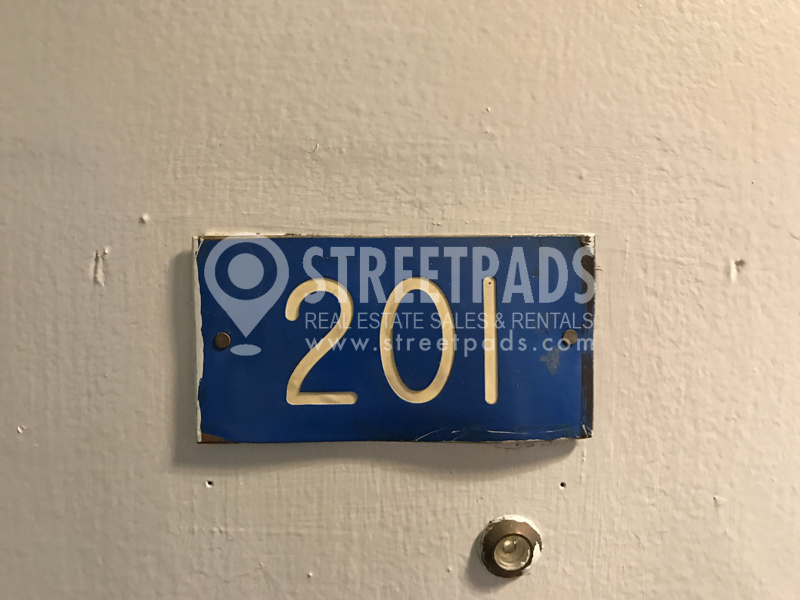 STREETPADS
201
REAL ESTATE SALES & RENTALS
www.streetpads.com